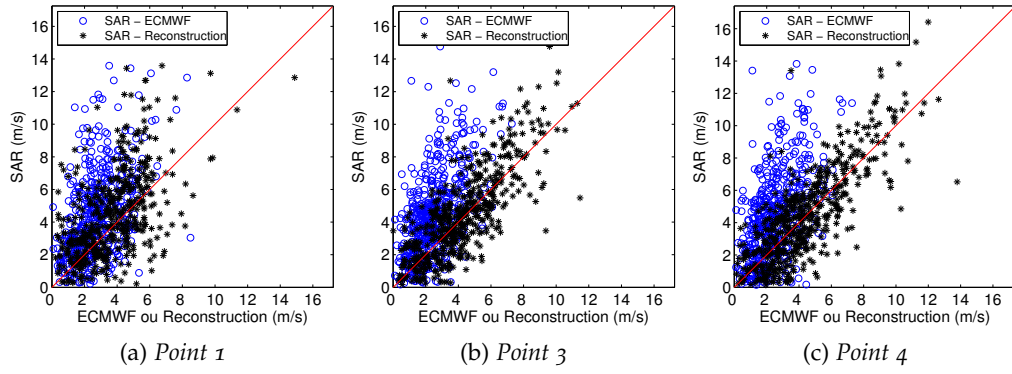 SAR – ECMWF
SAR – Reconstruction
16
14
12
10
8
6
4
2
0
SAR (m/s)
0 2 4 6 8 10 12 14 16
ECMWF ou Reconstruction (m/s)
(a) Point 1
SAR – ECMWF
SAR – Reconstruction
16
14
12
10
8
6
4
2
0
SAR (m/s)
0 2 4 6 8 10 12 14 16
ECMWF ou Reconstruction (m/s)
(b) Point 3
SAR – ECMWF
SAR – Reconstruction
16
14
12
10
8
6
4
2
0
SAR (m/s)
0 2 4 6 8 10 12 14 16
ECMWF ou Reconstruction (m/s)
(c) Point 4